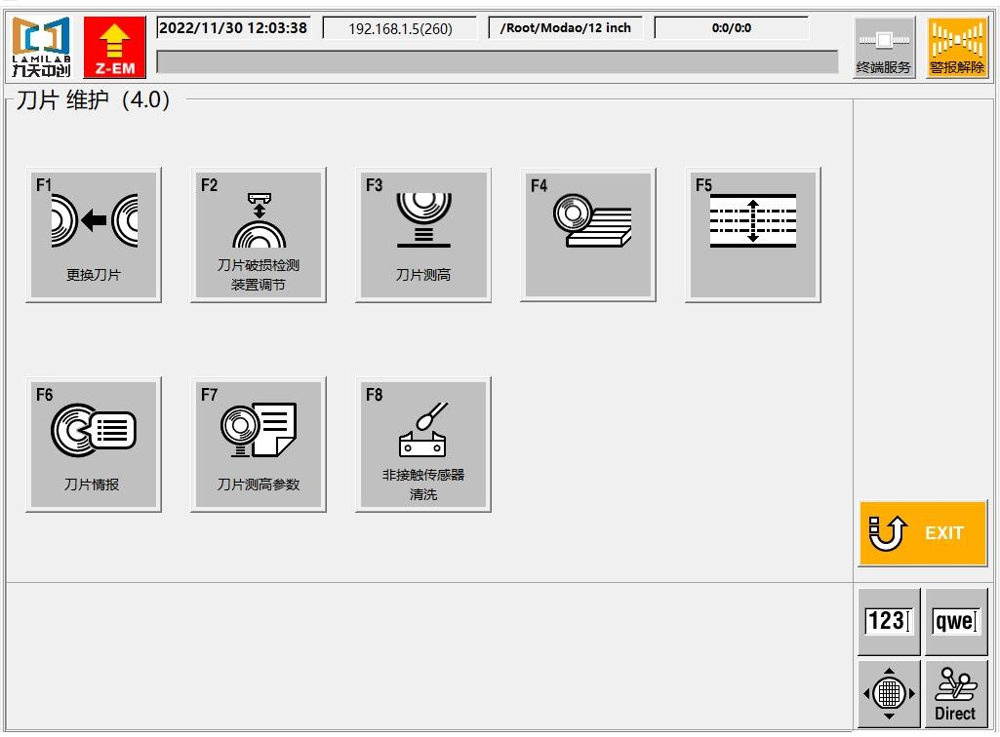 LAMILAB
九天中创
Z-EM
2022/11/30 12:03:38
192.168.1.5(260)
/Root/Modao/12 inch
0:0/0:0
终端服务
警报解除
刀片 维护（4.0）
F1
更换刀片
F2
刀片破损检测
装置调节
F3
刀片测高
F4
F5
F6
刀片情报
F7
刀片测高参数
F8
非接触传感器
清洗
EXIT
123
qwe
Direct